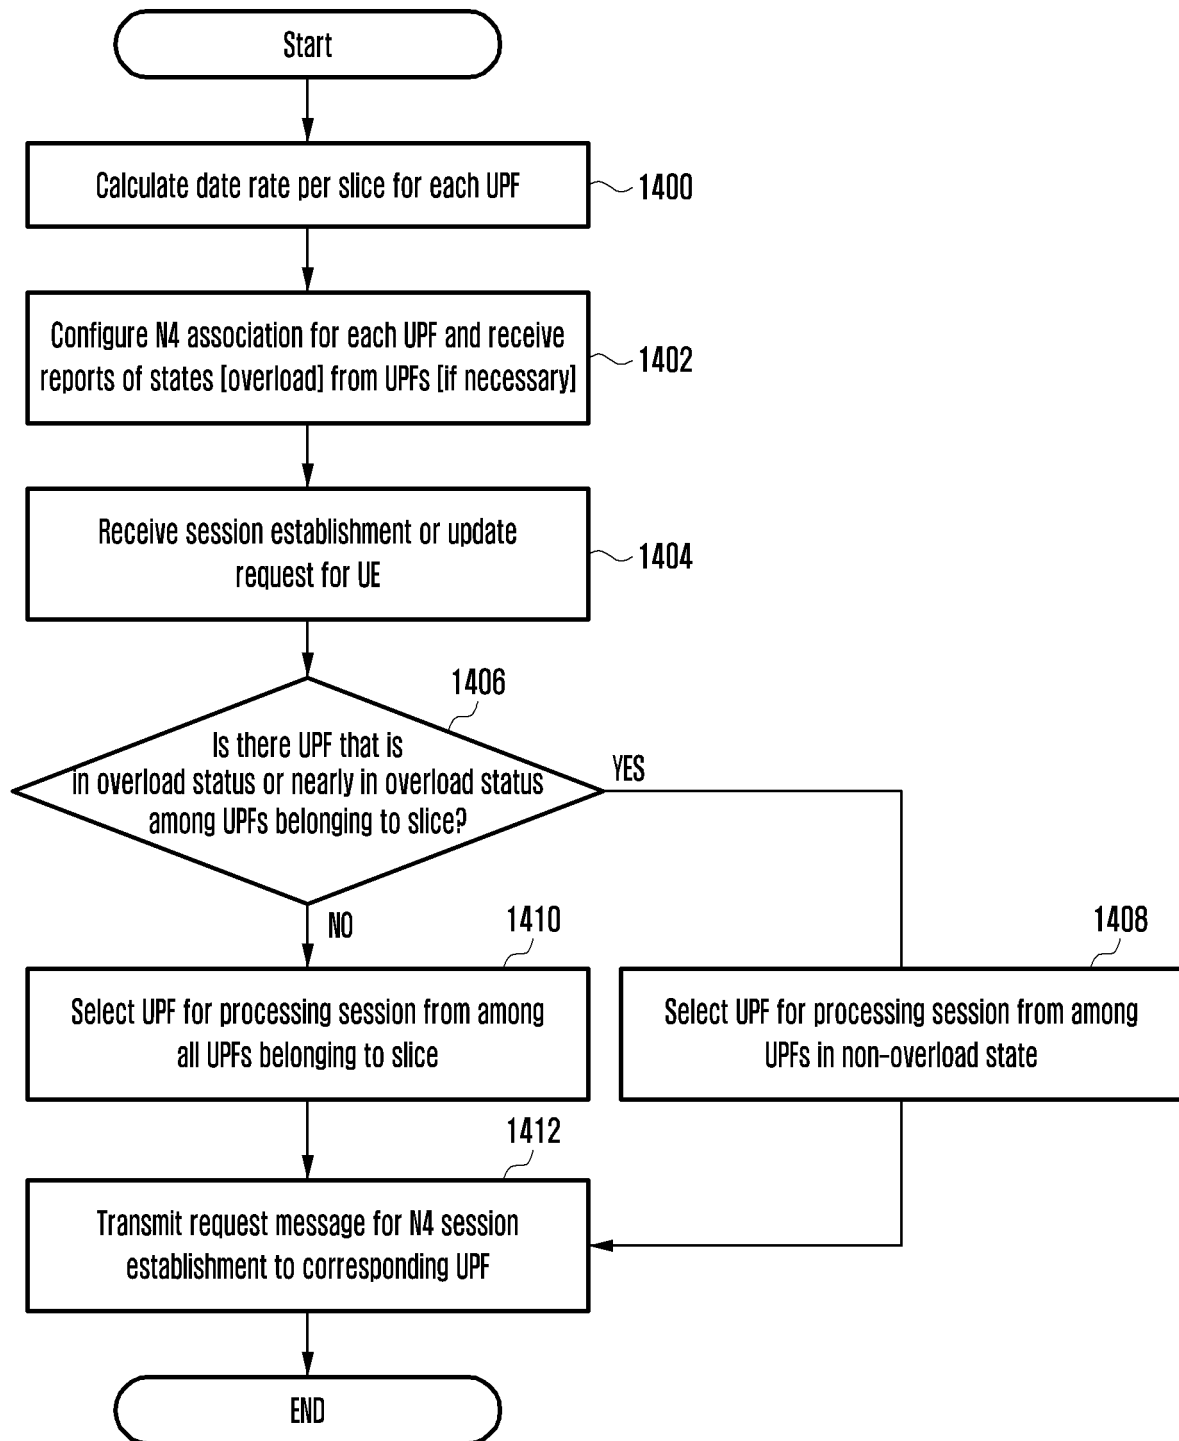 Start
Calculate date rate per slice for each UPF
1400
Configure N4 association for each UPF and receive
reports of states [overload] from UPFs [if necessary]
1402
Receive session establishment or update
request for UE
1404
1406
Is there UPF that is
in overload status or nearly in overload status
among UPFs belonging to slice?
YES
NO
1410
Select UPF for processing session from among
all UPFs belonging to slice
1408
Select UPF for processing session from among
UPFs in non-overload state
1412
Transmit request message for N4 session
establishment to corresponding UPF
END